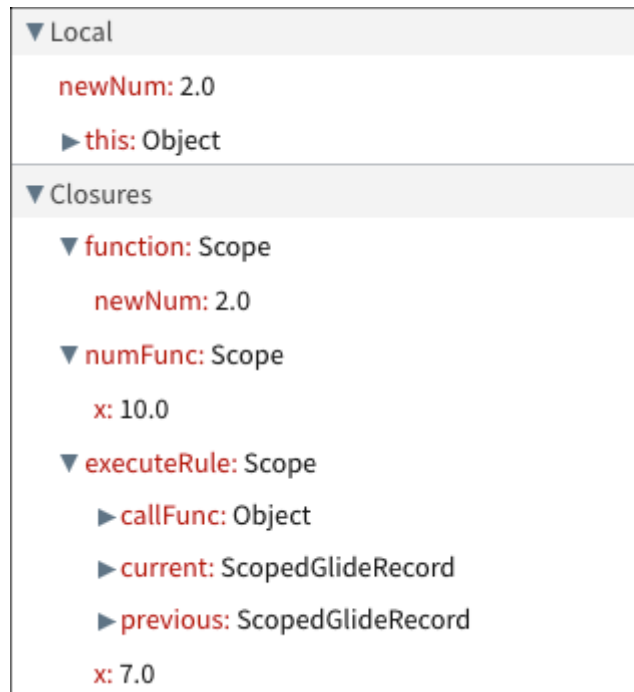 Local
newNum: 2.0
this: Object
Closures
function: Scope
newNum: 2.0
numFunc: Scope
x: 10.0
executeRule: Scope
callFunc: Object
current: ScopedGlideRecord
previous: ScopedGlideRecord
x: 7.0